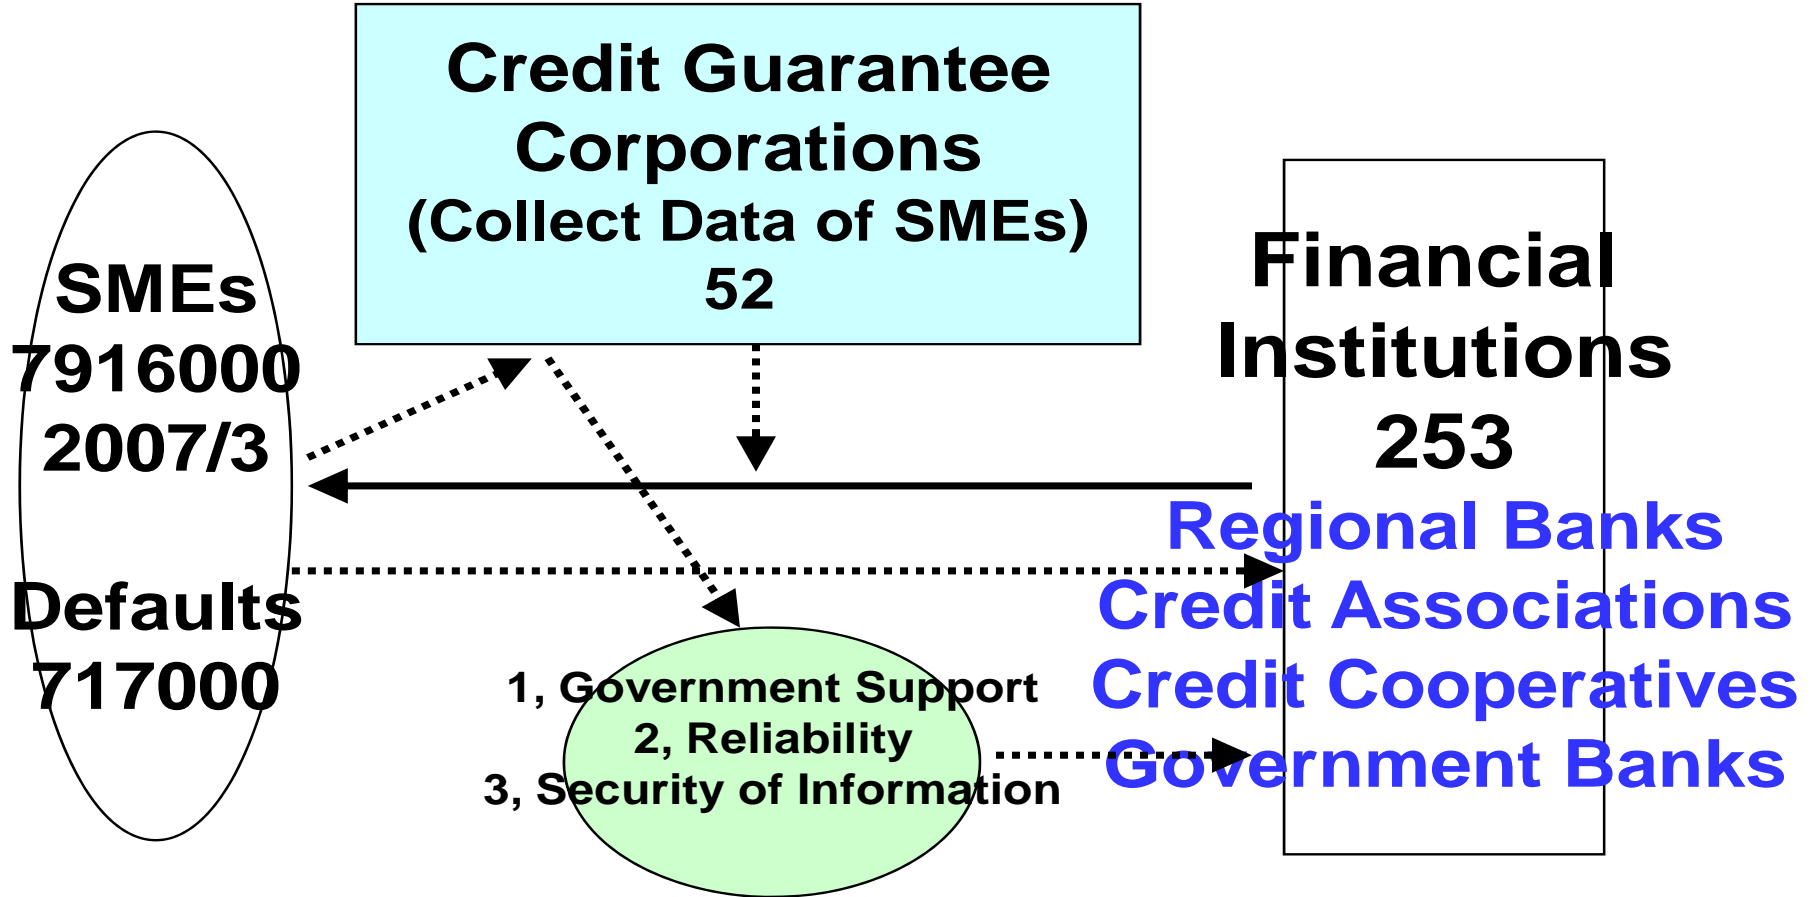 Credit Guarantee
Corporations
(Collect Data of SMEs)
52
SMEs
7916000
2007/3
Defaults
717000
Financial
Institutions
253
Regional Banks
Credit Associations
Credit Cooperatives
Government Banks
1, Government Support
2, Reliability
3, Security of Information